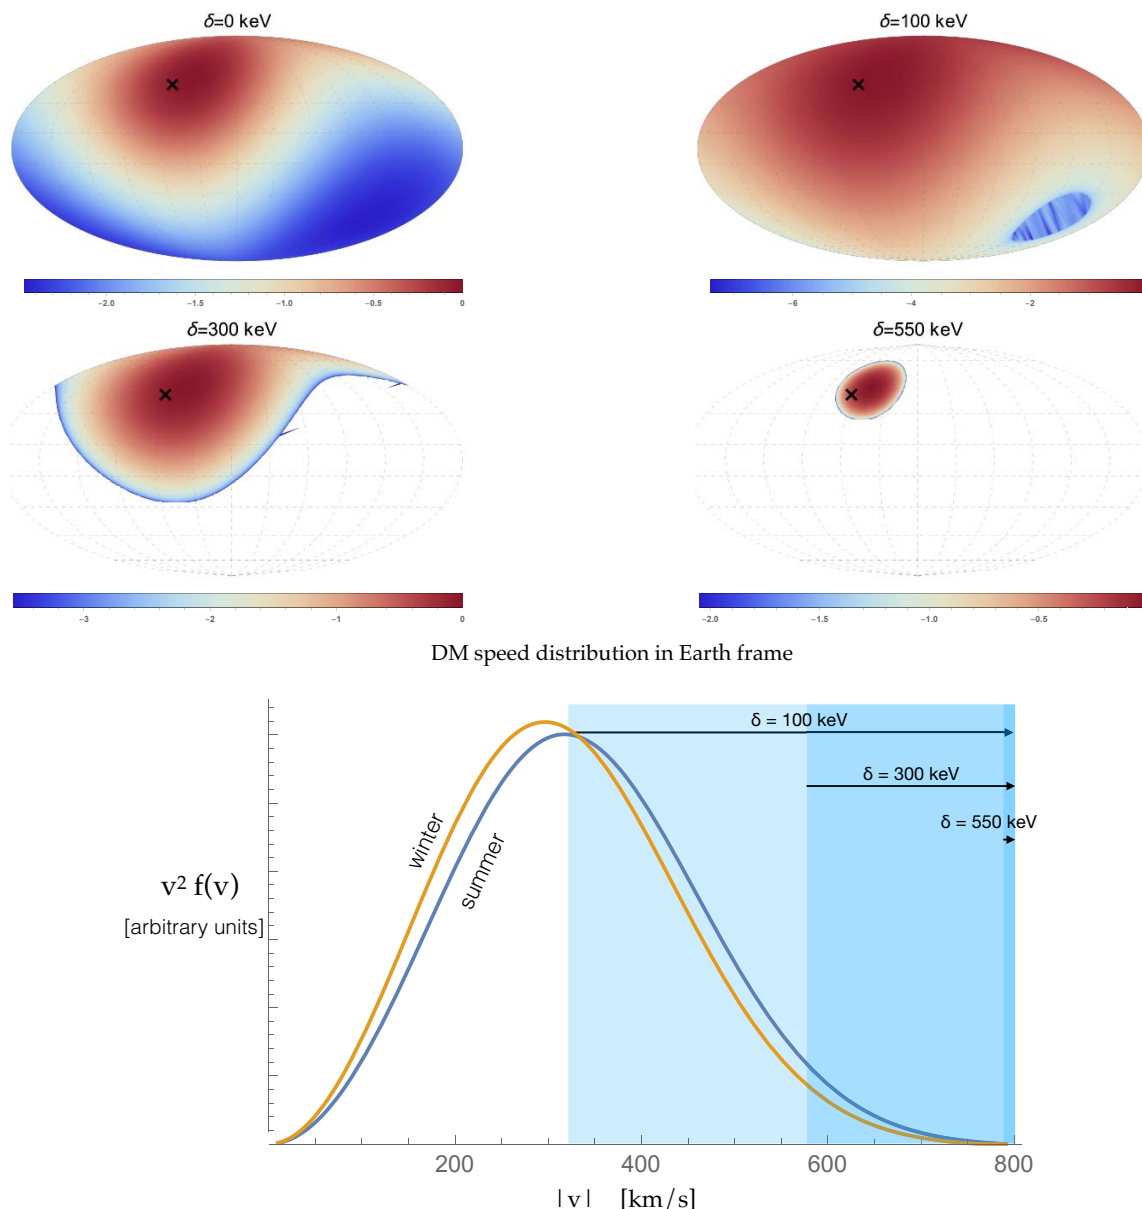 δ=0 keV
δ=100 keV
−2.0 −1.5 −1.0 −0.5 0
−6 −4 −2
δ=300 keV
δ=550 keV
−3 −2 −1 0
−2.0 −1.5 −1.0 −0.5
DM speed distribution in Earth frame
δ = 100 keV
δ = 300 keV
δ = 550 keV
winter
summer
v² f(v)
[arbitrary units]
200 400 600 800
|v| [km/s]